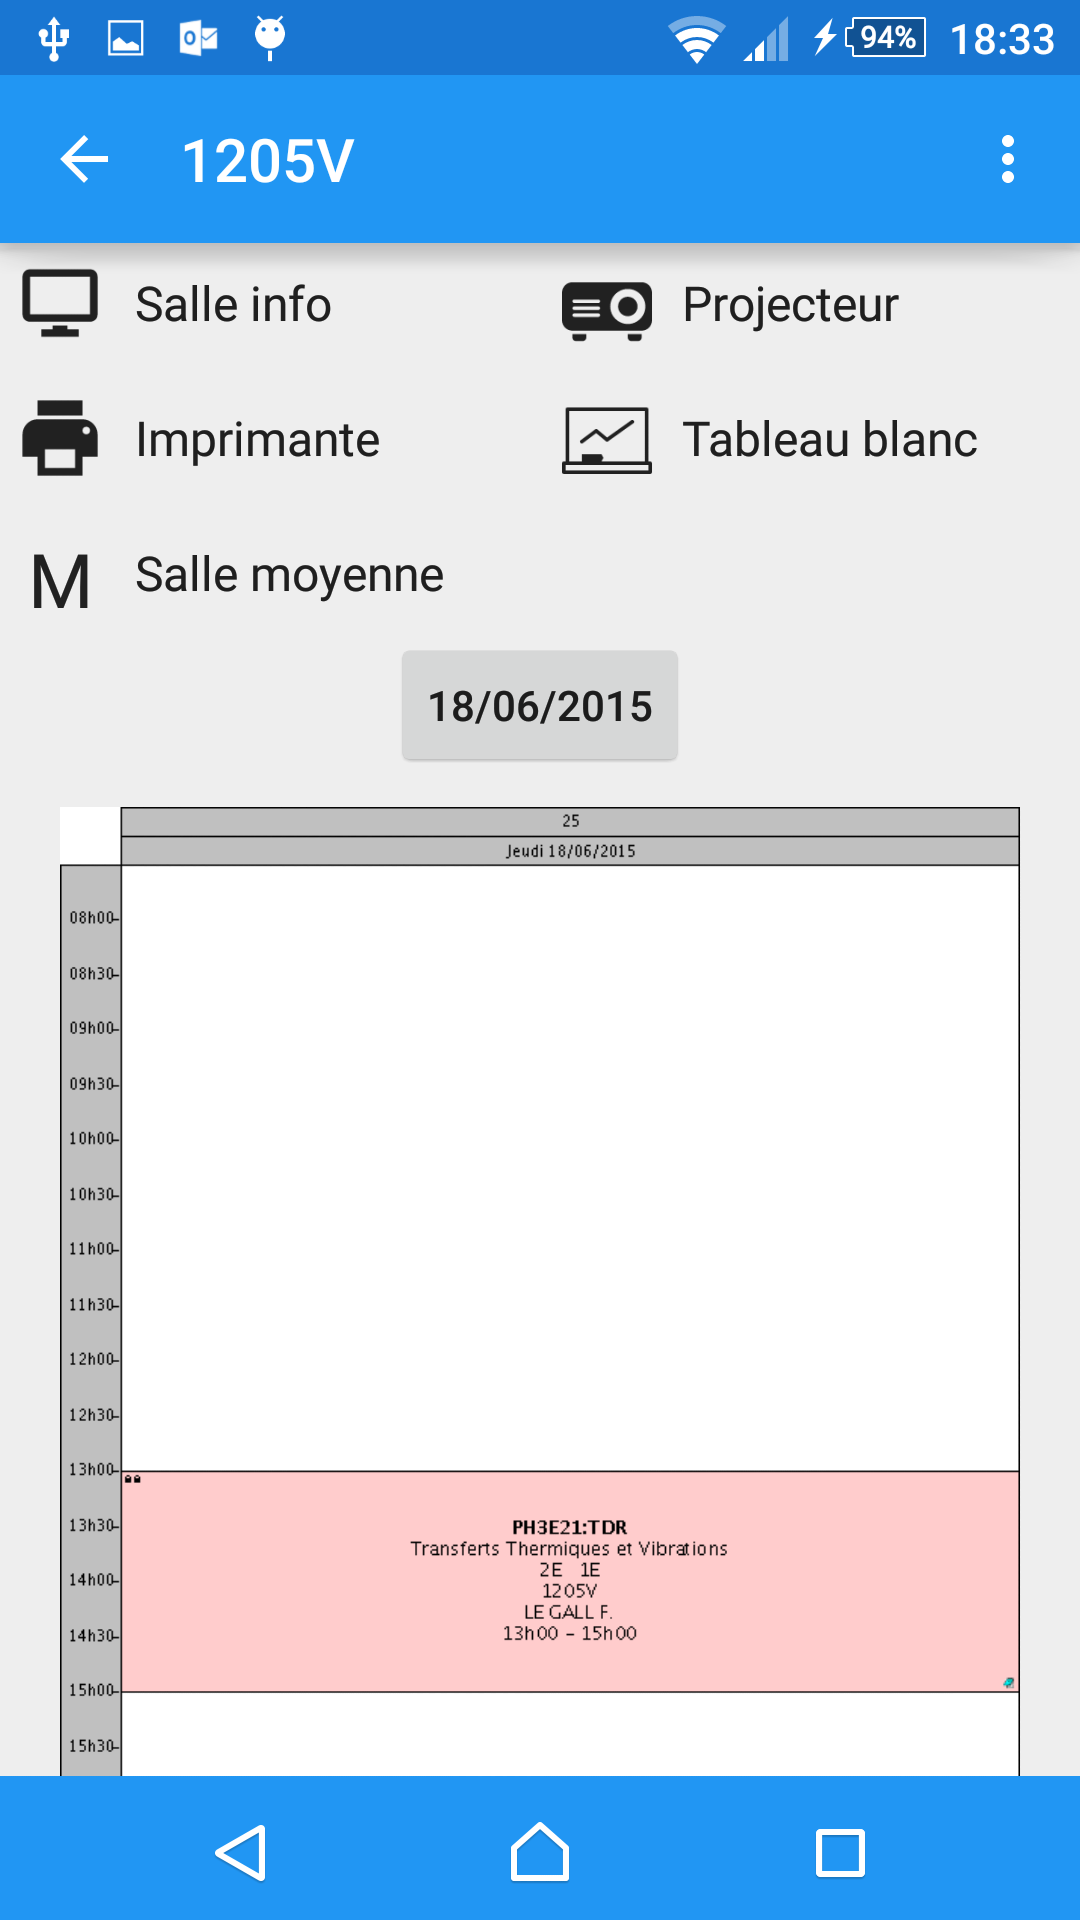 94% 18:33
1205V
Salle info Projecteur
Imprimante Tableau blanc
M Salle moyenne
18/06/2015
25
Jeudi 18/06/2015
08h00
08h30
09h00
09h30
10h00
10h30
11h00
11h30
12h00
12h30
13h00
13h30
PH3E21:TDR
Transferts Thermiques et Vibrations
2E 1E
14h00
1205V
LE GALL F.
14h30
13h00 - 15h00
15h00
15h30